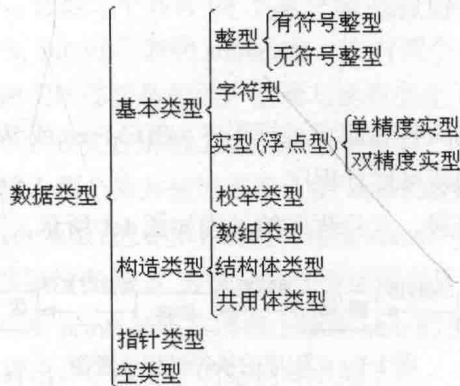 有符号整型
整型
无符号整型
基本类型
字符型
单精度实型
实型(浮点型)
双精度实型
数据类型
枚举类型
数组类型
构造类型
结构体类型
共用体类型
指针类型
空类型